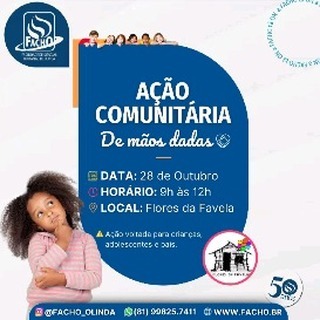 FACHO
AÇÃO
COMUNITÁRIA
De mãos dadas
DATA: 28 de Outubro
HORÁRIO: 9h às 12h
LOCAL: Flores da Favela
Ação voltada para crianças,
adolescentes e pais.
50
@FACHO_OLINDA
(81) 99825.7411
WWW.FACHO.BR